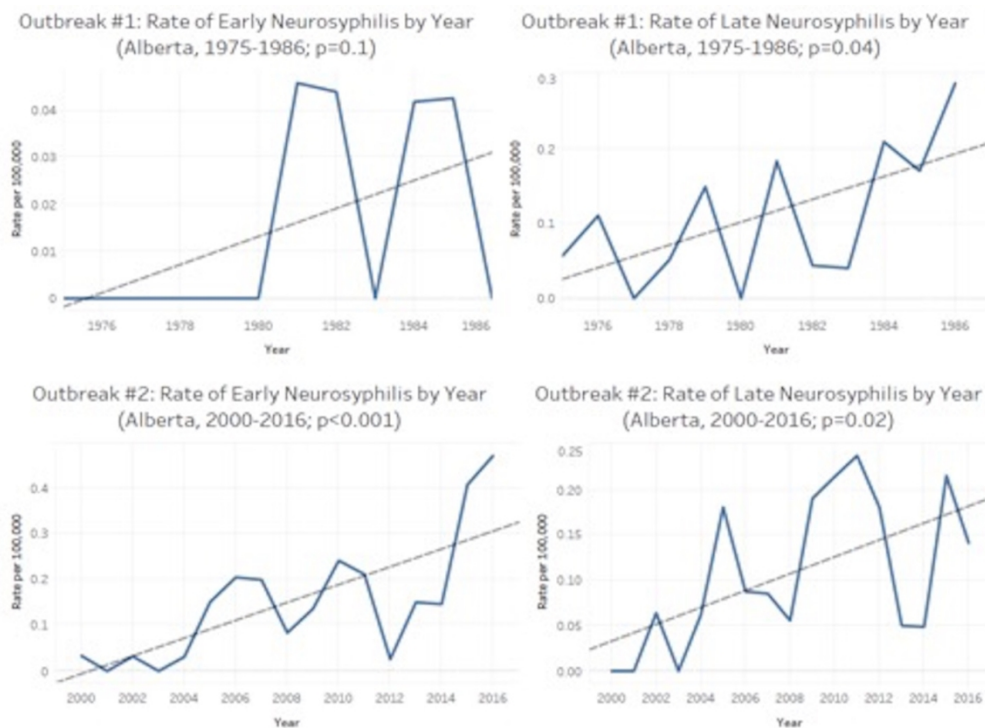 Outbreak #1: Rate of Early Neurosyphilis by Year
(Alberta, 1975-1986; p=0.1)
Rate per 100,000
0.04
0.03
0.02
0.01
0
1976 1978 1980 1982 1984 1986
Year
Outbreak #1: Rate of Late Neurosyphilis by Year
(Alberta, 1975-1986; p=0.04)
Rate per 100,000
0.3
0.2
0.1
0.0
1976 1978 1980 1982 1984 1986
Year
Outbreak #2: Rate of Early Neurosyphilis by Year
(Alberta, 2000-2016; p<0.001)
Rate per 100,000
0.4
0.3
0.2
0.1
0
2000 2002 2004 2006 2008 2010 2012 2014 2016
Year
Outbreak #2: Rate of Late Neurosyphilis by Year
(Alberta, 2000-2016; p=0.02)
Rate per 100,000
0.25
0.20
0.15
0.10
0.05
0.00
2000 2002 2004 2006 2008 2010 2012 2014 2016
Year